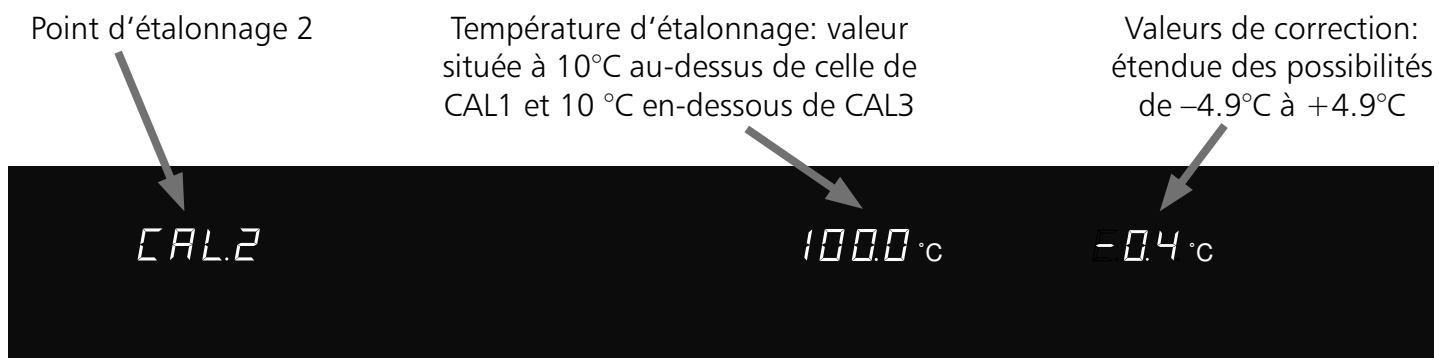 Point d‘étalonnage 2
Température d‘étalonnage: valeur
située à 10°C au-dessus de celle de
CAL1 et 10 °C en-dessous de CAL3
Valeurs de correction:
étendue des possibilités
de –4.9°C à +4.9°C
CAL.2 100.0 °C -0.4 °C